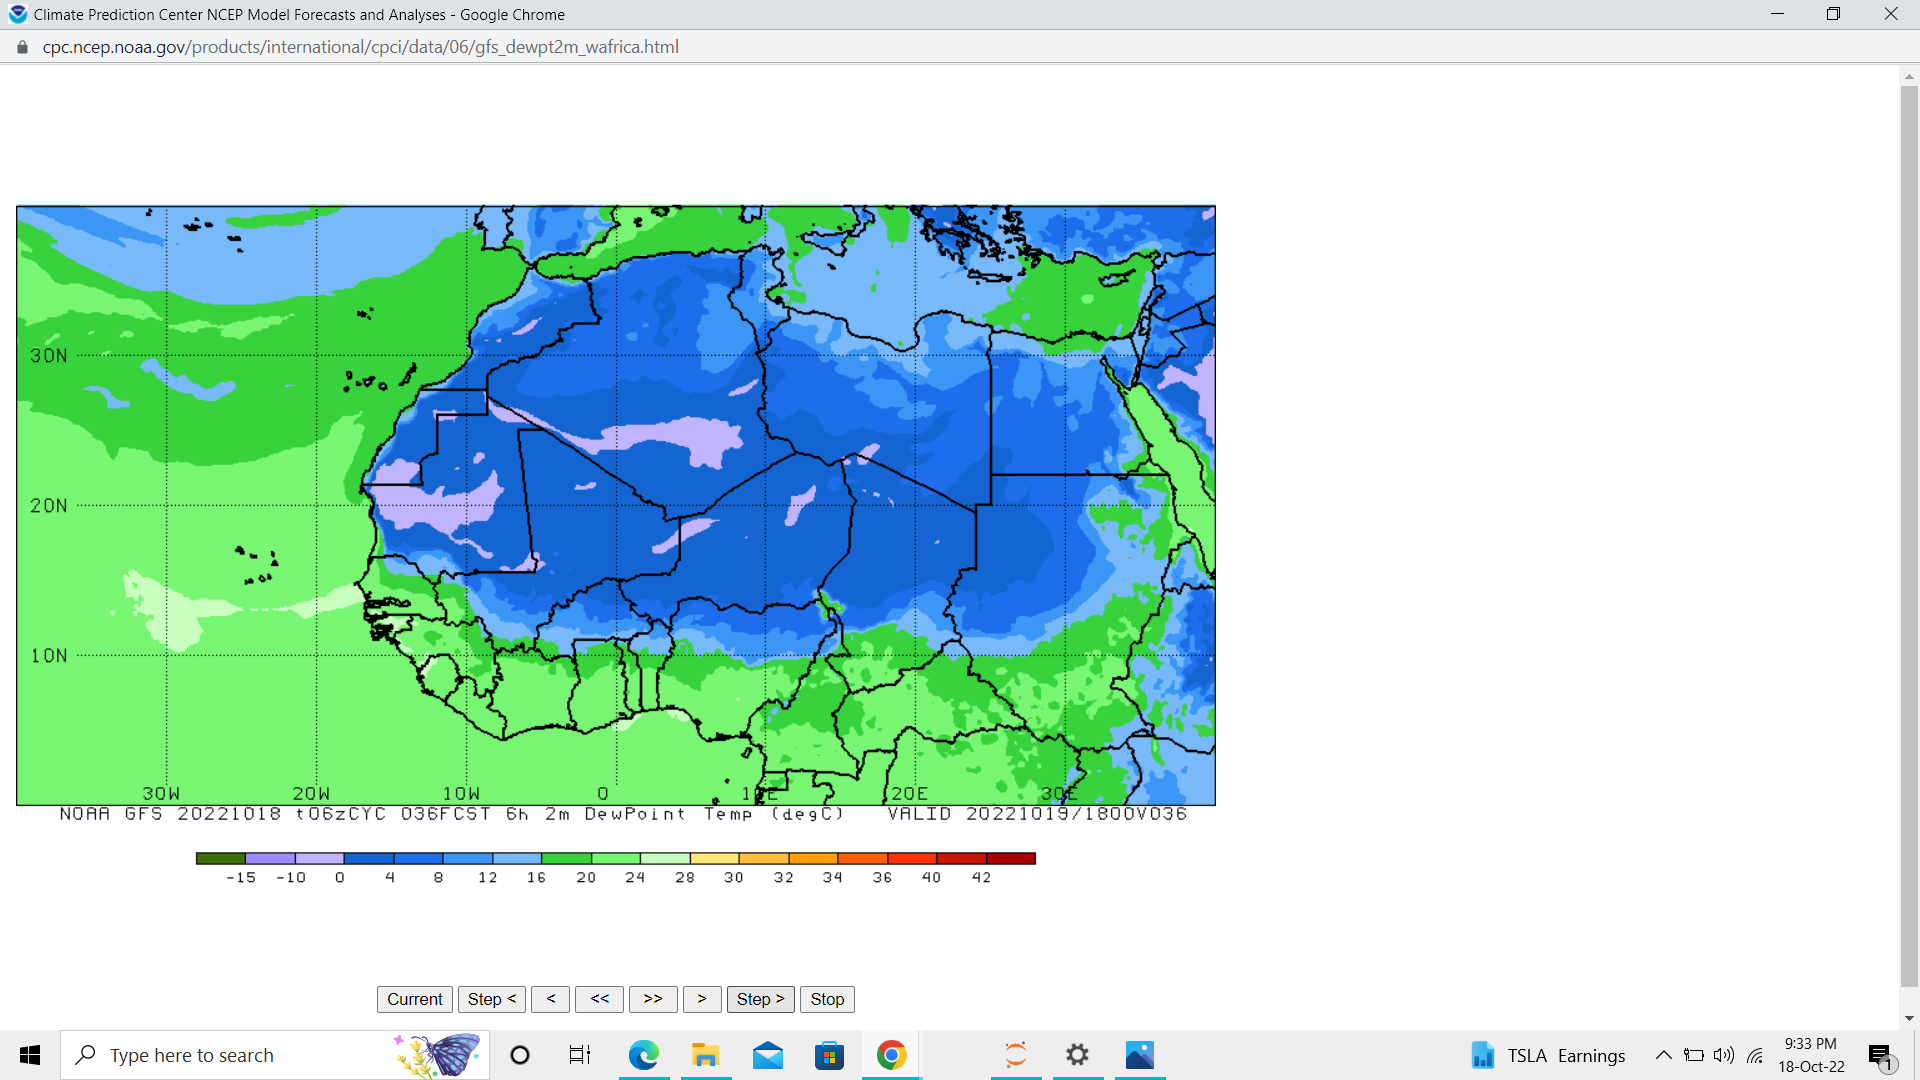 Climate Prediction Center NCEP Model Forecasts and Analyses - Google Chrome
cpc.ncep.noaa.gov/products/international/cpci/data/06/gfs_dewpt2m_wafrica.html
30N
20N
10N
30W 20W 10W 0 10E 20E 30E
NOAA GFS 20221018 t06zCYC 036FCST 6h 2m DewPoint Temp (degC) VALID 20221019/1800V036
-15 -10 0 4 8 12 16 20 24 28 30 32 34 36 40 42
Current Step < < << >> > Step > Stop
Type here to search
TSLA Earnings
9:33 PM
18-Oct-22
1